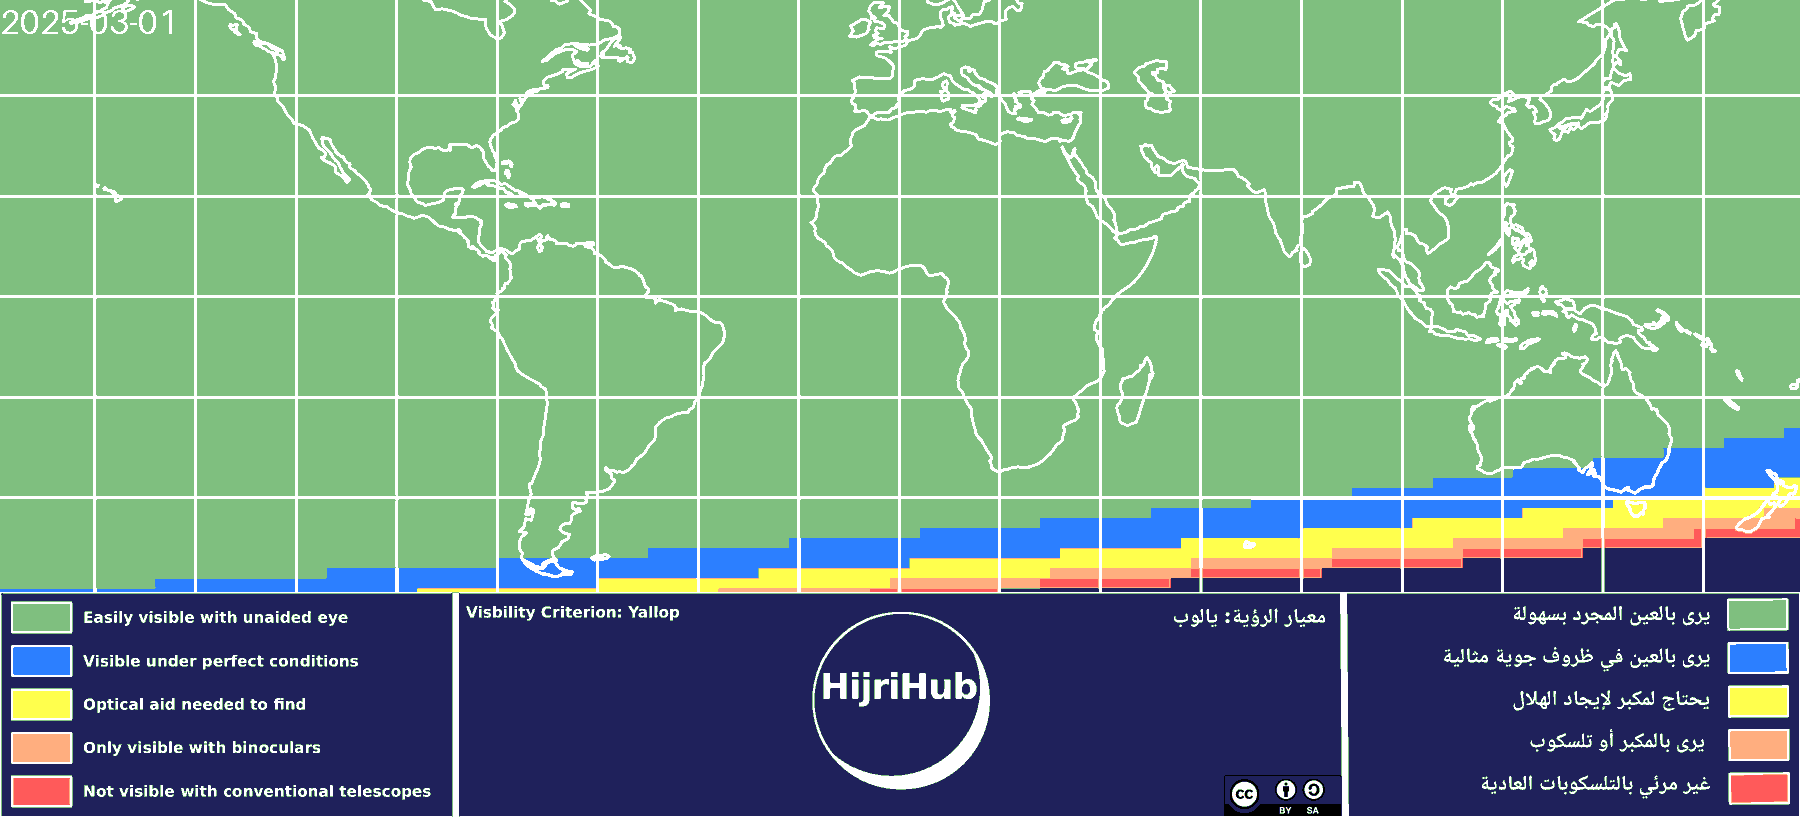 2025-03-01
Easily visible with unaided eye
Visible under perfect conditions
Optical aid needed to find
Only visible with binoculars
Not visible with conventional telescopes
Visbility Criterion: Yallop
معيار الرؤية: يالوب
HijriHub
cc
BY SA
يرى بالعين المجرد بسهولة
يرى بالعين في ظروف جوية مثالية
يحتاج لمكبر لإيجاد الهلال
يرى بالمكبر أو تلسكوب
غير مرئي بالتلسكوبات العادية